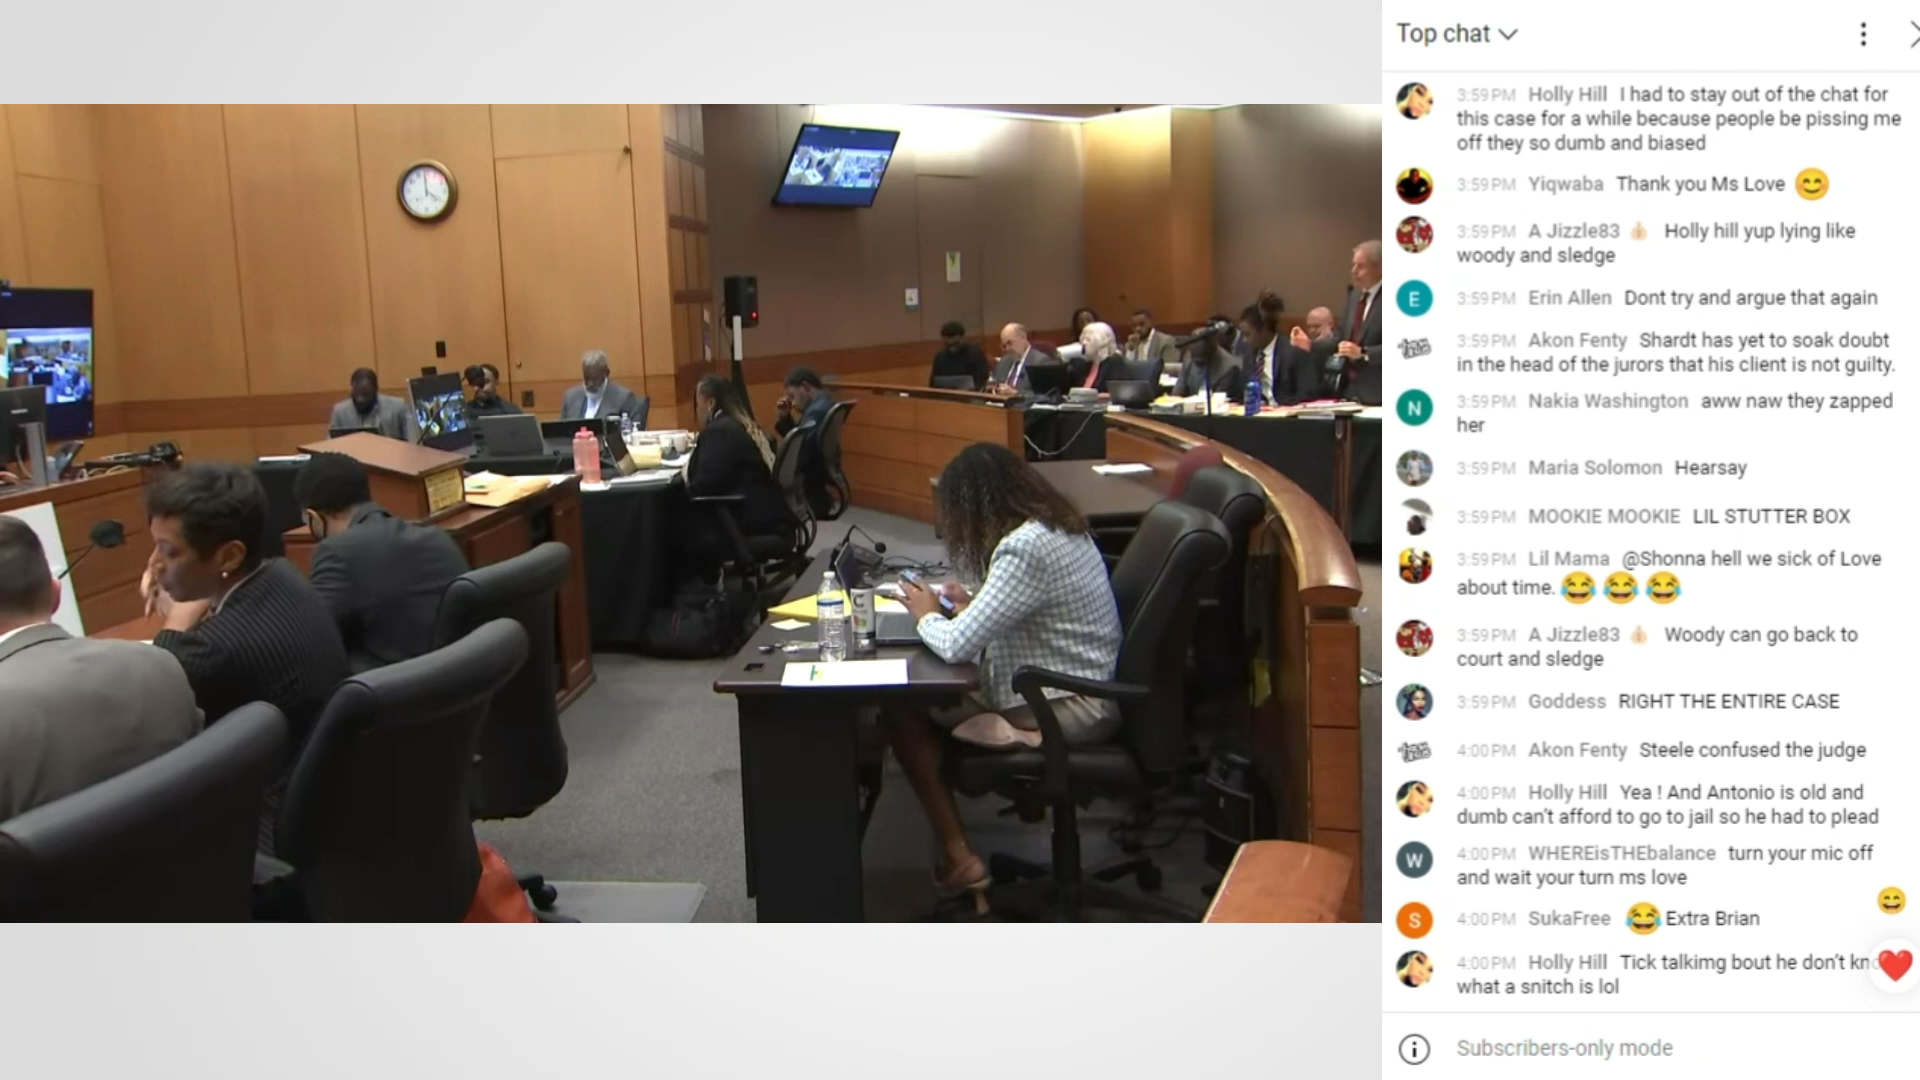 Top chat
3:59 PM Holly Hill I had to stay out of the chat for
this case for a while because people be pissing me
off they so dumb and biased
3:59 PM Yiqwaba Thank you Ms Love 😊
3:59 PM A Jizzle83 👍🏻 Holly hill yup lying like
woody and sledge
E
3:59 PM Erin Allen Dont try and argue that again
3:59 PM Akon Fenty Shardt has yet to soak doubt
in the head of the jurors that his client is not guilty.
N
3:59 PM Nakia Washington aww naw they zapped
her
3:59 PM Maria Solomon Hearsay
3:59 PM MOOKIE MOOKIE LIL STUTTER BOX
3:59 PM Lil Mama @Shonna hell we sick of Love
about time. 😂 😂 😂
3:59 PM A Jizzle83 👍🏻 Woody can go back to
court and sledge
3:59 PM Goddess RIGHT THE ENTIRE CASE
4:00 PM Akon Fenty Steele confused the judge
4:00 PM Holly Hill Yea ! And Antonio is old and
dumb can't afford to go to jail so he had to plead
W
4:00 PM WHEREisTHEbalance turn your mic off
and wait your turn ms love
S
4:00 PM SukaFree 😂 Extra Brian
4:00 PM Holly Hill Tick talkimg bout he don't kn
what a snitch is lol
Subscribers-only mode